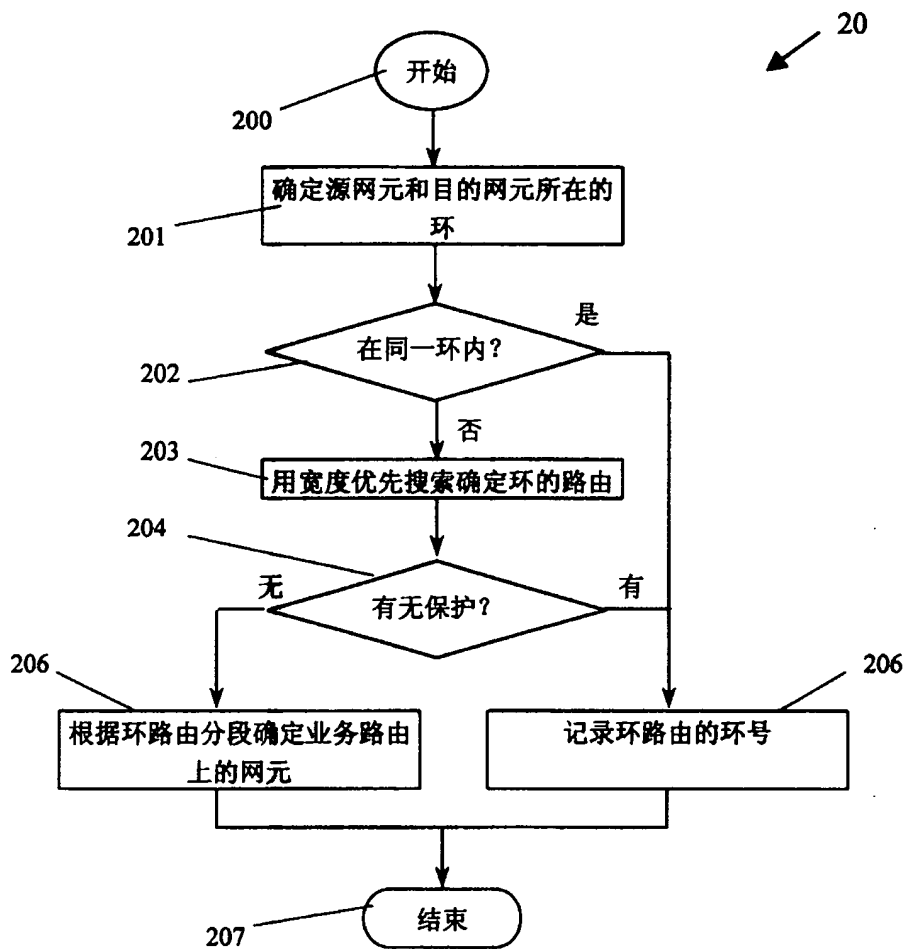 20
开始
200
确定源网元和目的网元所在的
环
201
是
在同一环内?
202
否
203
用宽度优先搜索确定环的路由
204
无
有
有无保护?
206
206
根据环路由分段确定业务路由
上的网元
记录环路由的环号
结束
207